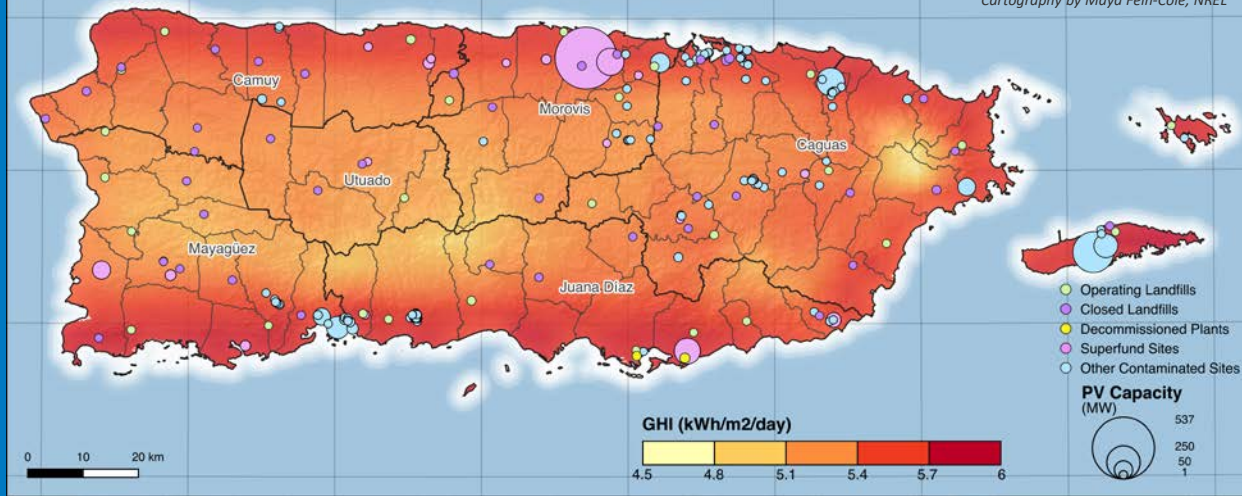 Cartography by Maya Fein-Cole, NREL
Camuy
Morovis
Caguas
Utuado
Mayagüez
Juana Díaz
Operating Landfills
Closed Landfills
Decommissioned Plants
Superfund Sites
Other Contaminated Sites
PV Capacity
(MW)
537
250
50
1
GHI (kWh/m2/day)
4.5 4.8 5.1 5.4 5.7 6
0 10 20 km